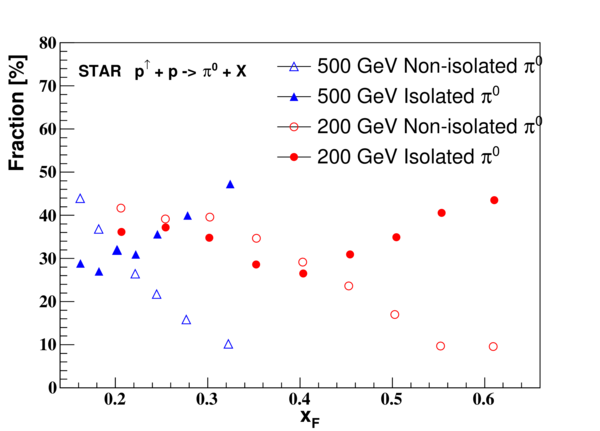 80
70
60
50
40
30
20
10
0
Fraction [%]
STAR p↑ + p -> π⁰ + X
500 GeV Non-isolated π⁰
500 GeV Isolated π⁰
200 GeV Non-isolated π⁰
200 GeV Isolated π⁰
0.2 0.3 0.4 0.5 0.6
x_F